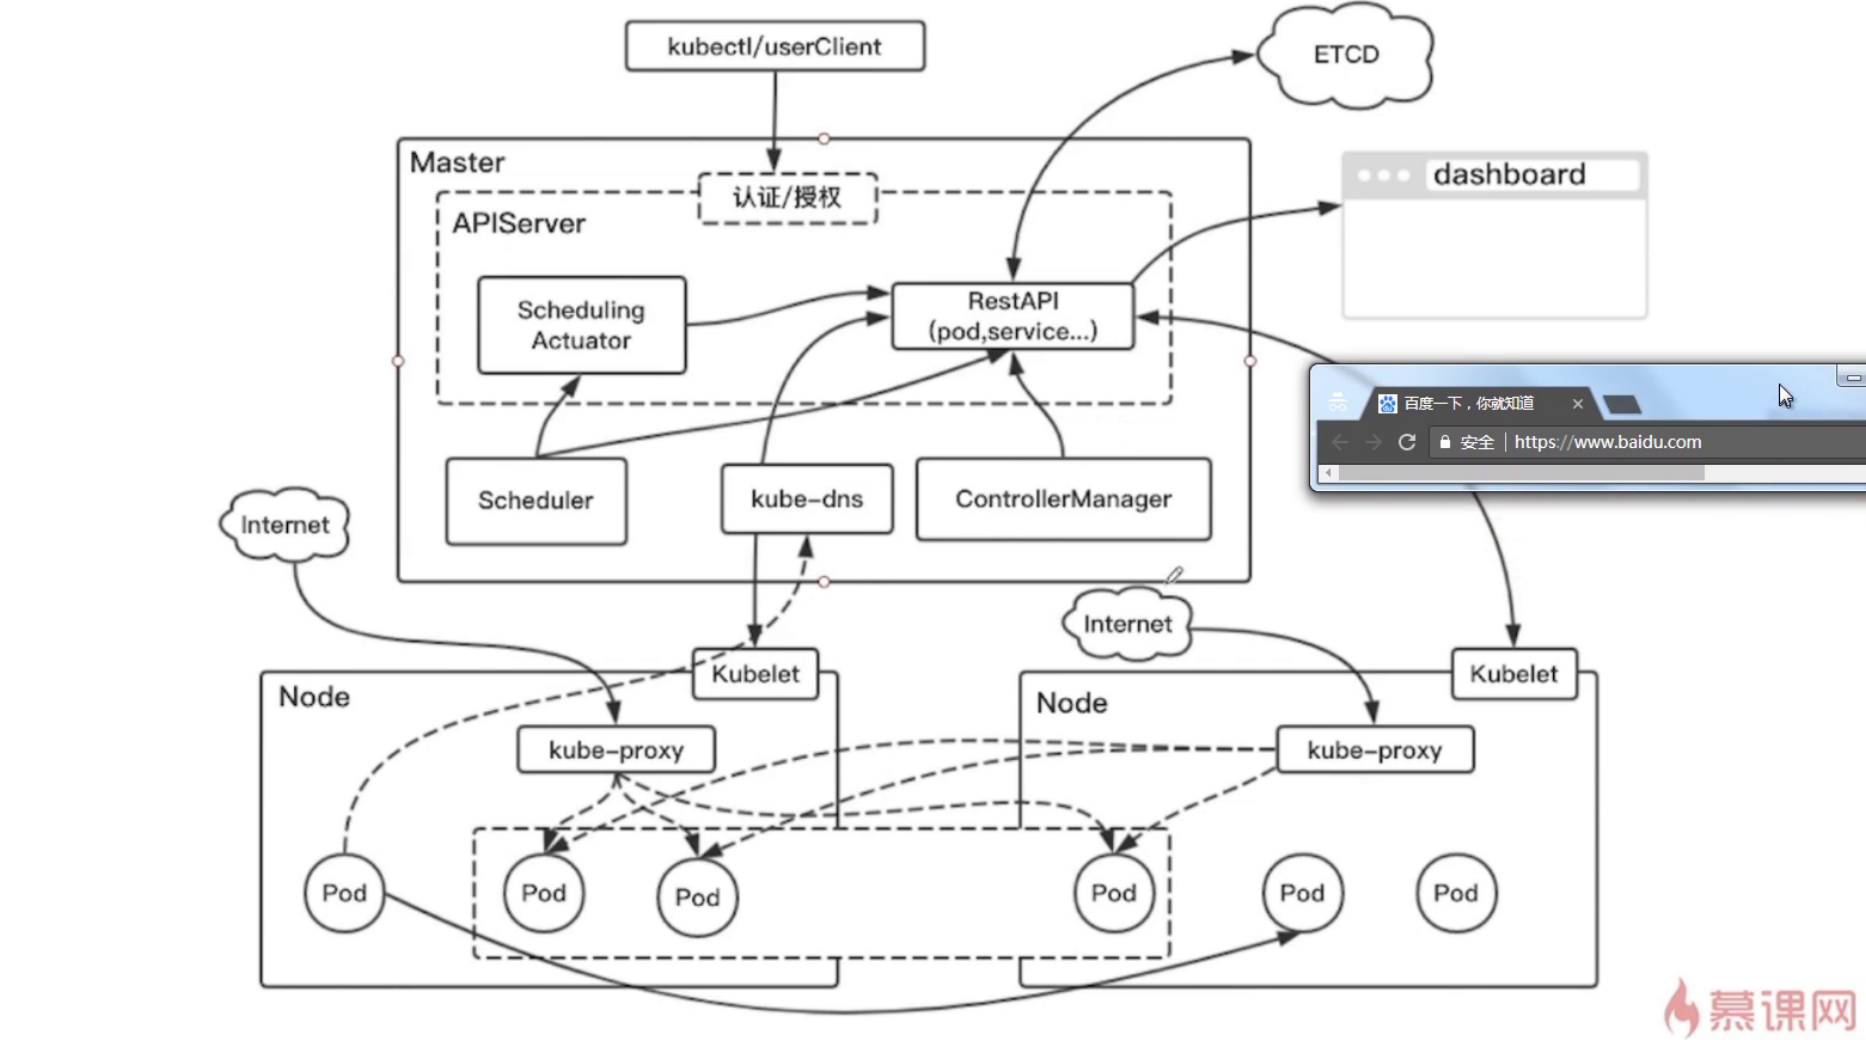 kubectl/userClient
ETCD
Master
认证/授权
dashboard
APIServer
Scheduling
Actuator
RestAPI
(pod,service...)
百度一下，你就知道
安全
https://www.baidu.com
Scheduler
kube-dns
ControllerManager
Internet
Internet
Kubelet
Kubelet
Node
Node
kube-proxy
kube-proxy
Pod
Pod
Pod
Pod
Pod
Pod
慕课网